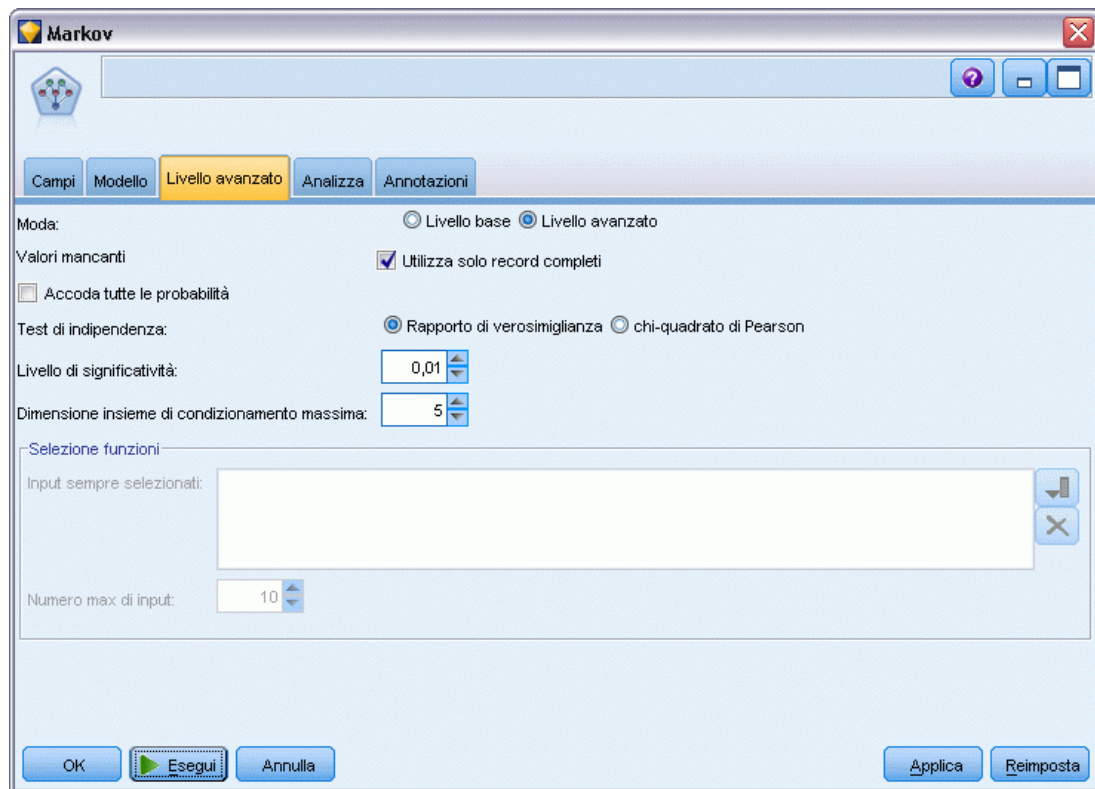 Markov
Campi Modello Livello avanzato Analizza Annotazioni
Moda: Livello base Livello avanzato
Valori mancanti Utilizza solo record completi
Accoda tutte le probabilità
Test di indipendenza: Rapporto di verosimiglianza chi-quadrato di Pearson
Livello di significatività: 0,01
Dimensione insieme di condizionamento massima: 5
Selezione funzioni
Input sempre selezionati:
Numero max di input: 10
OK Esegui Annulla Applica Reimposta